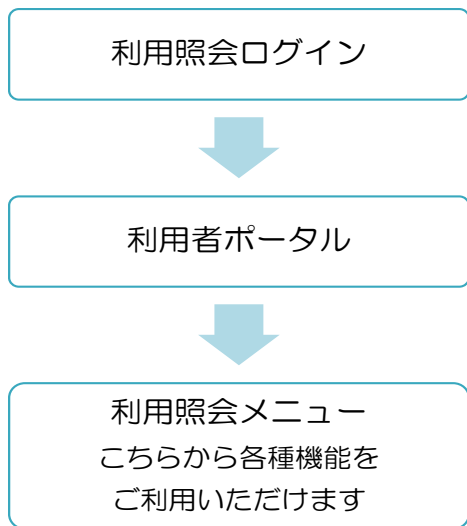 利用照会ログイン
利用者ポータル
利用照会メニュー
こちらから各種機能を
ご利用いただけます